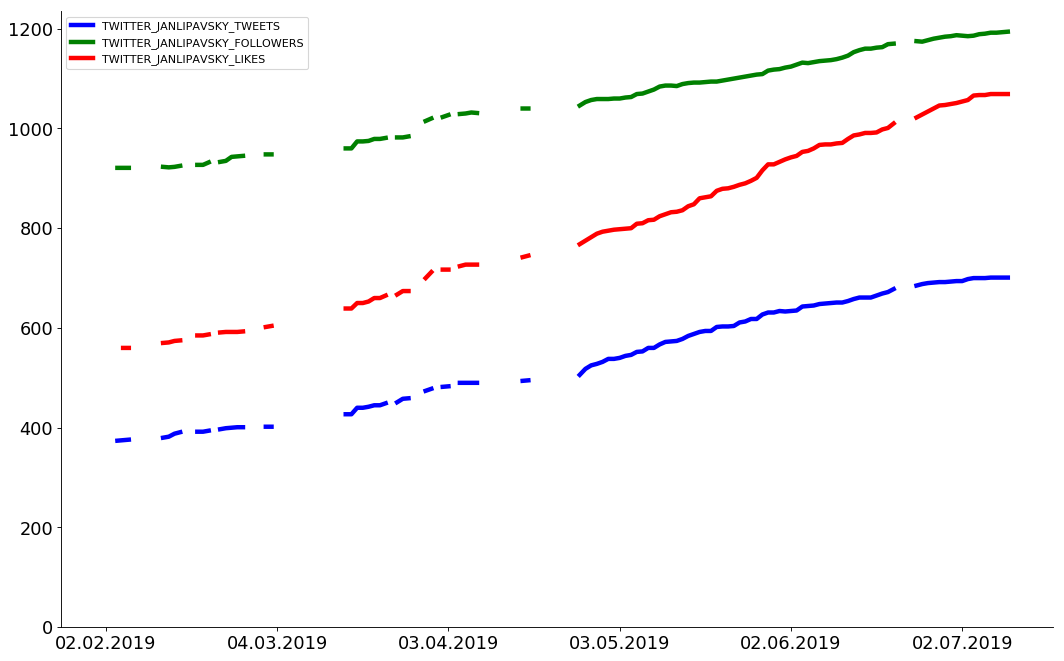 TWITTER_JANLIPAVSKY_TWEETS
TWITTER_JANLIPAVSKY_FOLLOWERS
TWITTER_JANLIPAVSKY_LIKES
1200
1000
800
600
400
200
0
02.02.2019 04.03.2019 03.04.2019 03.05.2019 02.06.2019 02.07.2019